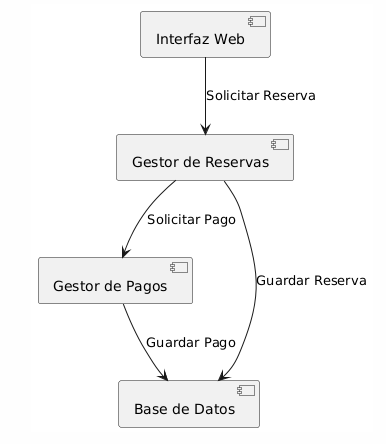 Interfaz Web
Solicitar Reserva
Gestor de Reservas
Solicitar Pago
Gestor de Pagos
Guardar Reserva
Guardar Pago
Base de Datos